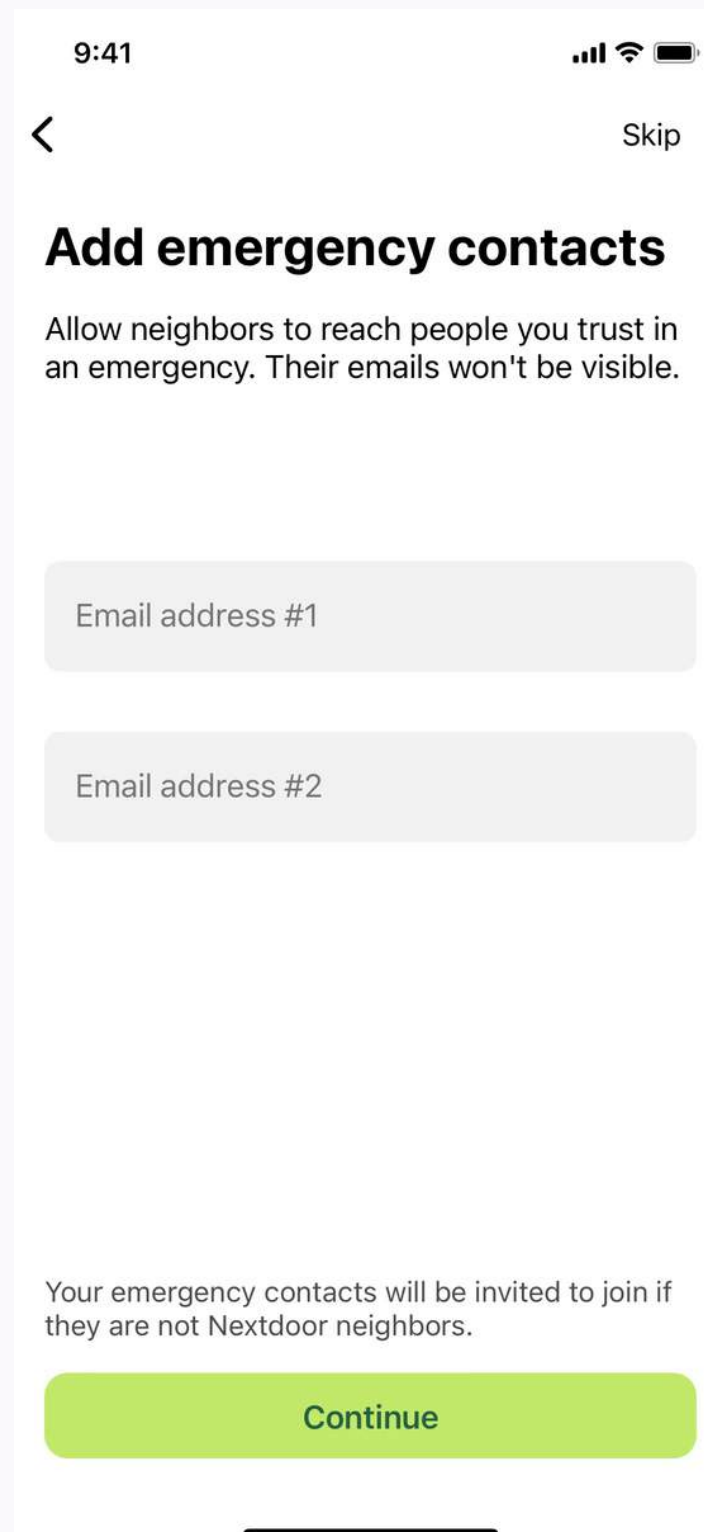 9:41
Skip
Add emergency contacts
Allow neighbors to reach people you trust in
an emergency. Their emails won't be visible.
Email address #1
Email address #2
Your emergency contacts will be invited to join if
they are not Nextdoor neighbors.
Continue